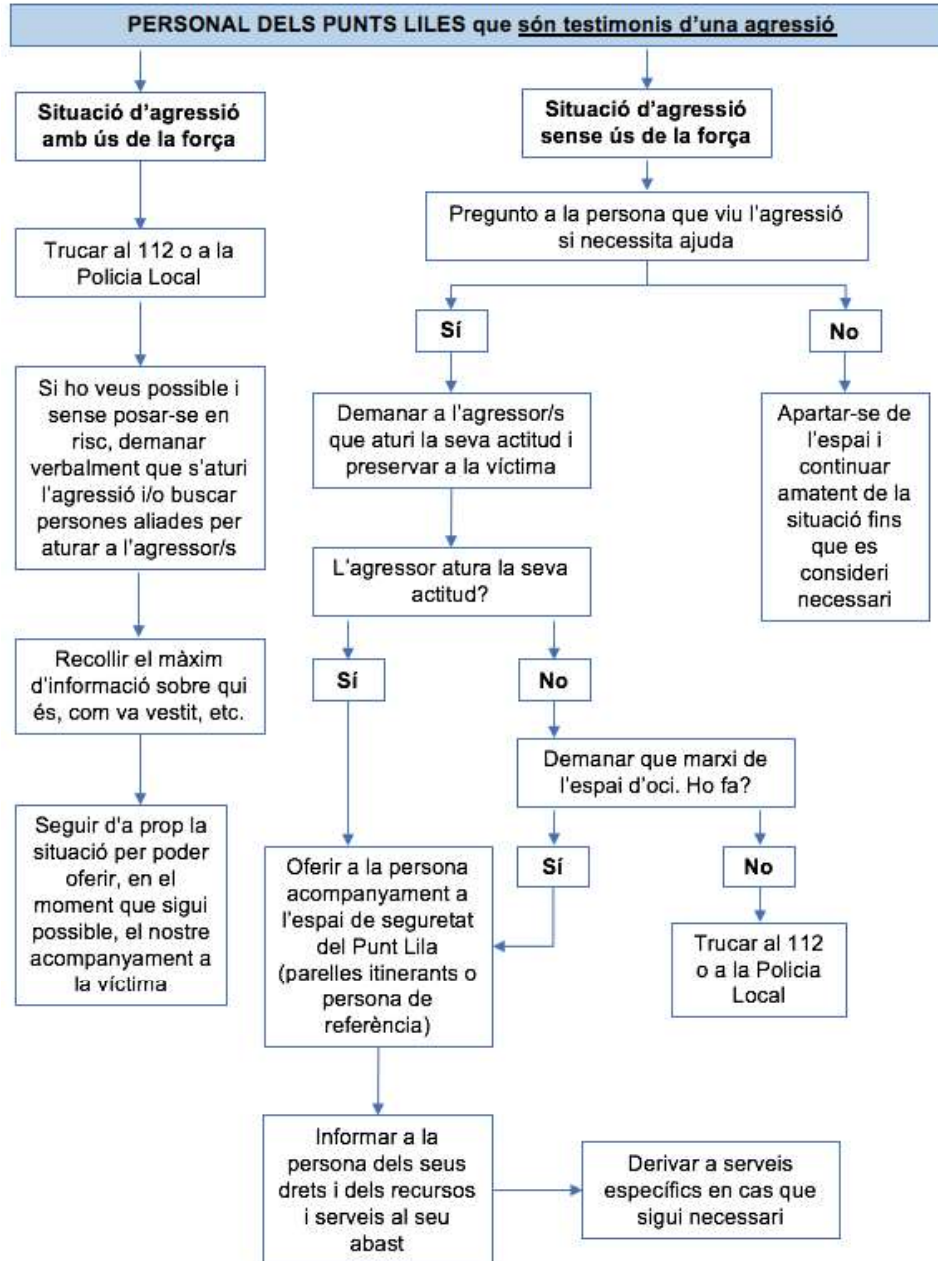 PERSONAL DELS PUNTS LILES que són testimonis d'una agressió
Situació d'agressió
amb ús de la força
Trucar al 112 o a la
Policia Local
Si ho veus possible i
sense posar-se en
risc, demanar
verbalment que s'aturi
l'agressió i/o buscar
persones aliades per
aturar a l'agressor/s
Recollir el màxim
d'informació sobre qui
és, com va vestit, etc.
Seguir d'a prop la
situació per poder
oferir, en el
moment que sigui
possible, el nostre
acompanyament a
la víctima
Situació d'agressió
sense ús de la força
Pregunto a la persona que viu l'agressió
si necessita ajuda
Sí
No
Demanar a l'agressor/s
que aturi la seva actitud i
preservar a la víctima
Apartar-se de
l'espai i
continuar
amatent de la
situació fins
que es
consideri
necessari
L'agressor atura la seva
actitud?
Sí
No
Demanar que marxi de
l'espai d'oci. Ho fa?
Sí
No
Oferir a la persona
acompanyament a
l'espai de seguretat
del Punt Lila
(parelles itinerants o
persona de
referència)
Trucar al 112
o a la Policia
Local
Informar a la
persona dels seus
drets i dels recursos
i serveis al seu
abast
Derivar a serveis
específics en cas que
sigui necessari